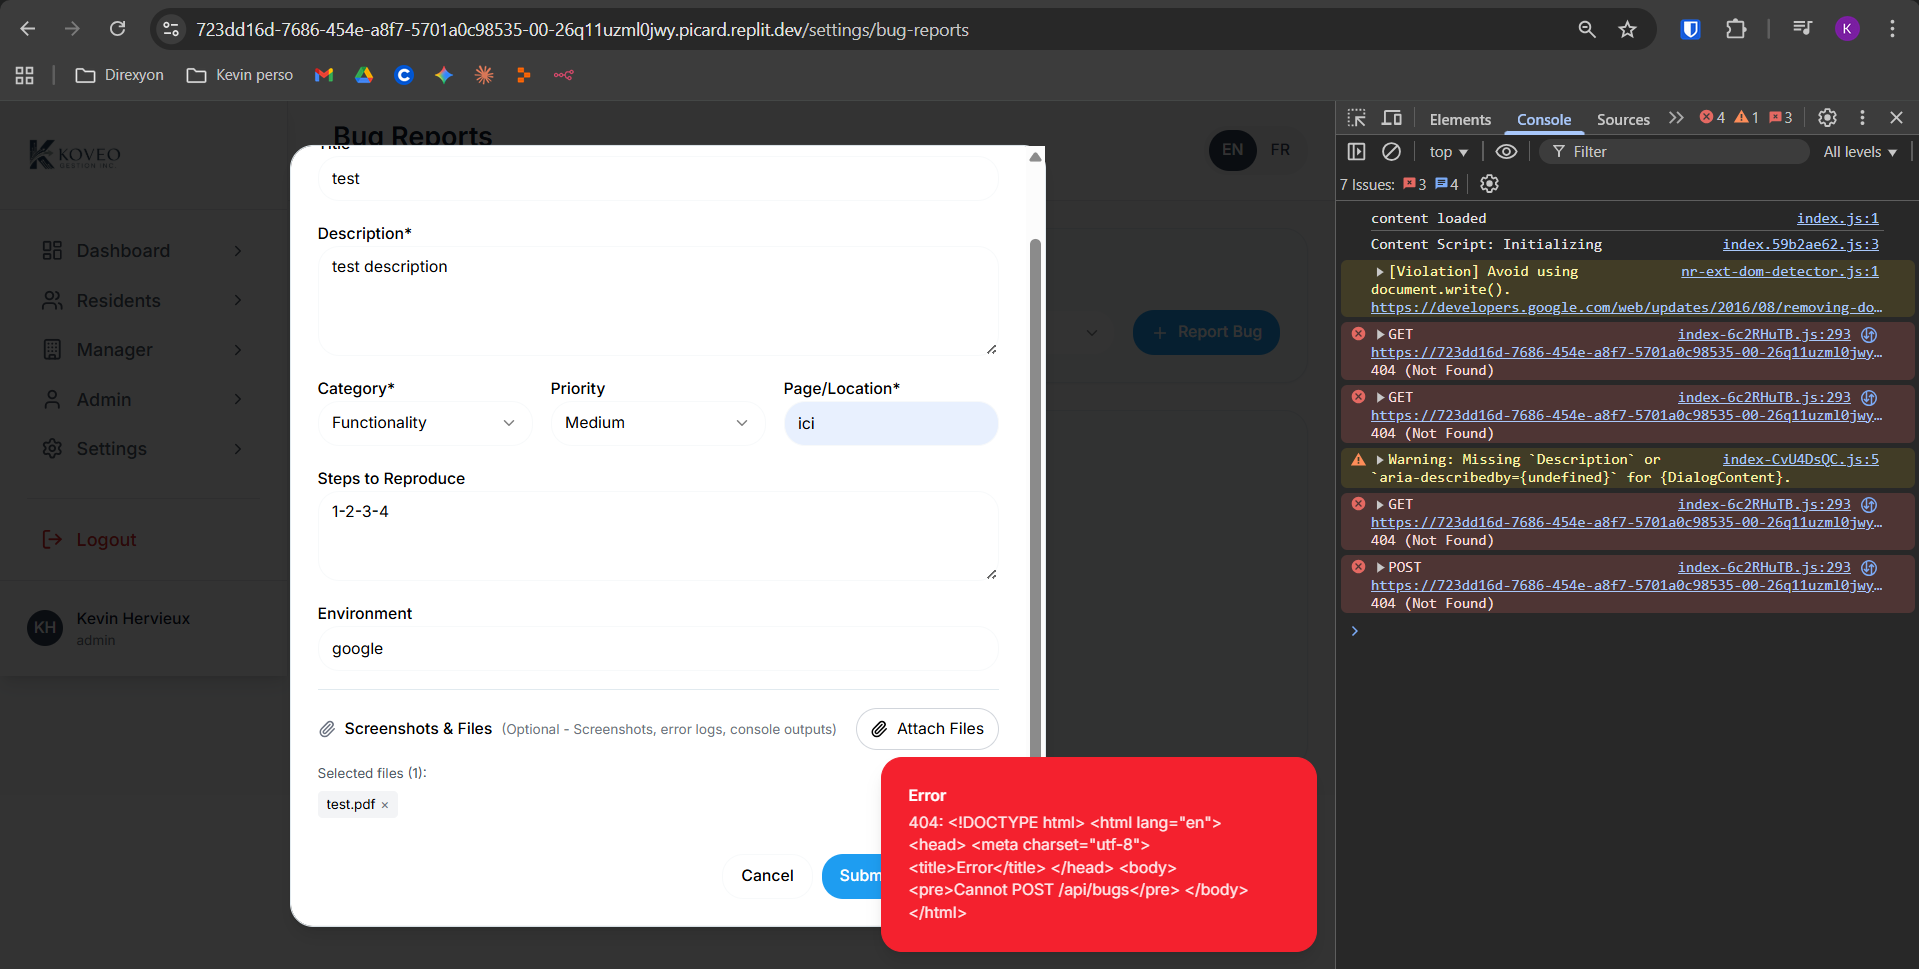 723dd16d-7686-454e-a8f7-5701a0c98535-00-26q11uzml0jwy.picard.replit.dev/settings/bug-reports
K
Direxyon
Kevin perso
KOVEO
GESTION INC.
Dashboard
Residents
Manager
Admin
Settings
Logout
KH
Kevin Hervieux
admin
Bug Reports
EN
FR
Report Bug
Title
test
Description*
test description
Category*
Priority
Page/Location*
Functionality
Medium
ici
Steps to Reproduce
1-2-3-4
Environment
google
Screenshots & Files (Optional - Screenshots, error logs, console outputs)
Attach Files
Selected files (1):
test.pdf ×
Cancel
Subm
Error
404: <!DOCTYPE html> <html lang="en">
<head> <meta charset="utf-8">
<title>Error</title> </head> <body>
<pre>Cannot POST /api/bugs</pre> </body>
</html>
Elements
Console
Sources
4
1
3
top
Filter
All levels
7 Issues: 3 4
content loaded index.js:1
Content Script: Initializing index.59b2ae62.js:3
[Violation] Avoid using nr-ext-dom-detector.js:1
document.write().
https://developers.google.com/web/updates/2016/08/removing-do…
GET index-6c2RHuTB.js:293
https://723dd16d-7686-454e-a8f7-5701a0c98535-00-26q11uzml0jwy…
404 (Not Found)
GET index-6c2RHuTB.js:293
https://723dd16d-7686-454e-a8f7-5701a0c98535-00-26q11uzml0jwy…
404 (Not Found)
Warning: Missing `Description` or index-CvU4DsQC.js:5
`aria-describedby={undefined}` for {DialogContent}.
GET index-6c2RHuTB.js:293
https://723dd16d-7686-454e-a8f7-5701a0c98535-00-26q11uzml0jwy…
404 (Not Found)
POST index-6c2RHuTB.js:293
https://723dd16d-7686-454e-a8f7-5701a0c98535-00-26q11uzml0jwy…
404 (Not Found)